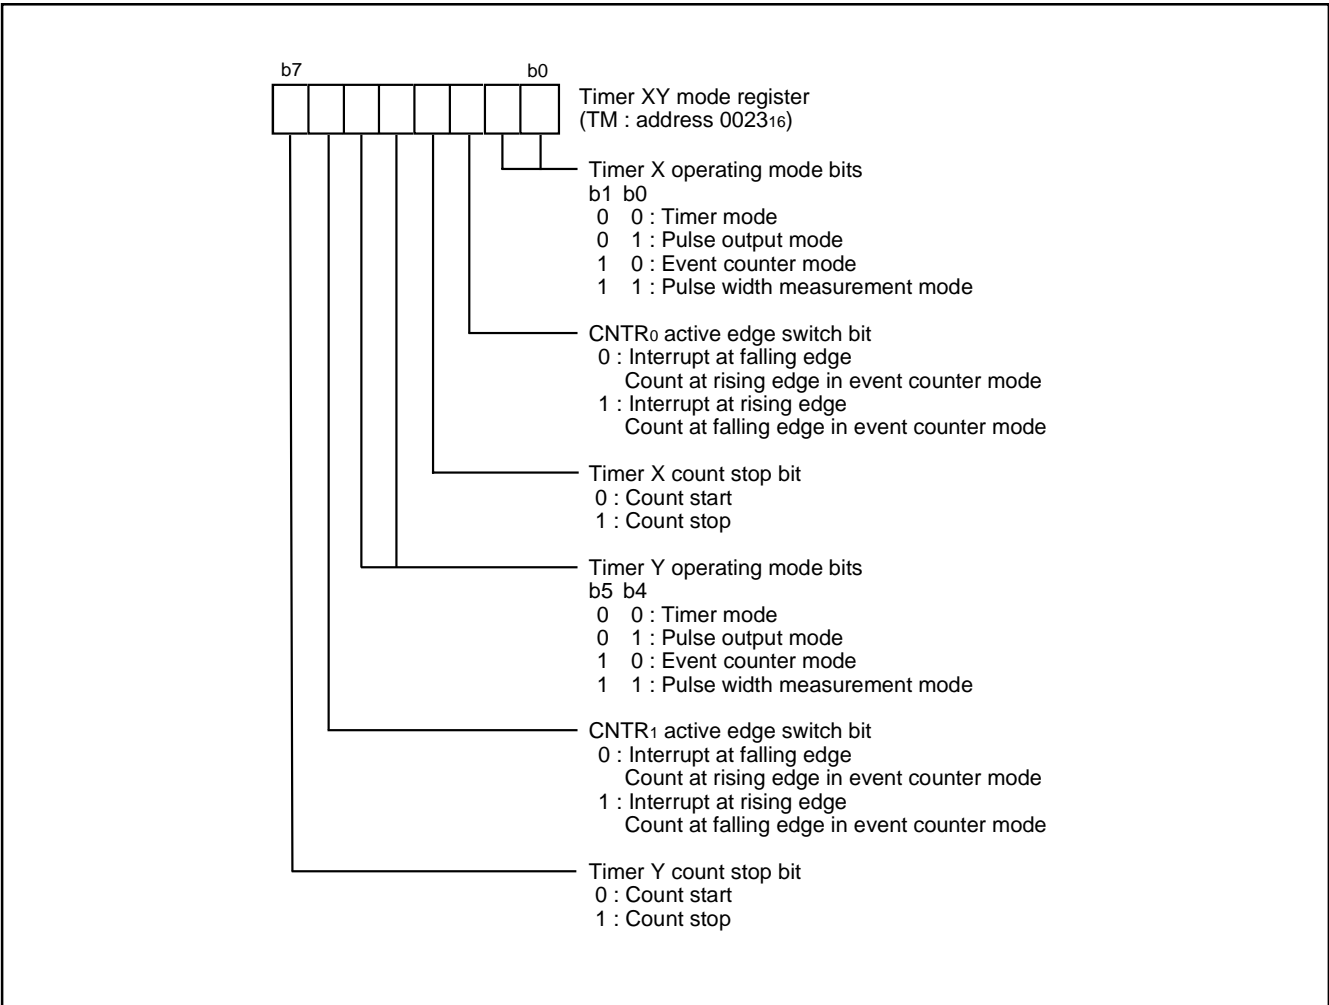 b7 b0
Timer XY mode register
(TM : address 002316)
Timer X operating mode bits
b1 b0
0 0 : Timer mode
0 1 : Pulse output mode
1 0 : Event counter mode
1 1 : Pulse width measurement mode
CNTR0 active edge switch bit
0 : Interrupt at falling edge
Count at rising edge in event counter mode
1 : Interrupt at rising edge
Count at falling edge in event counter mode
Timer X count stop bit
0 : Count start
1 : Count stop
Timer Y operating mode bits
b5 b4
0 0 : Timer mode
0 1 : Pulse output mode
1 0 : Event counter mode
1 1 : Pulse width measurement mode
CNTR1 active edge switch bit
0 : Interrupt at falling edge
Count at rising edge in event counter mode
1 : Interrupt at rising edge
Count at falling edge in event counter mode
Timer Y count stop bit
0 : Count start
1 : Count stop